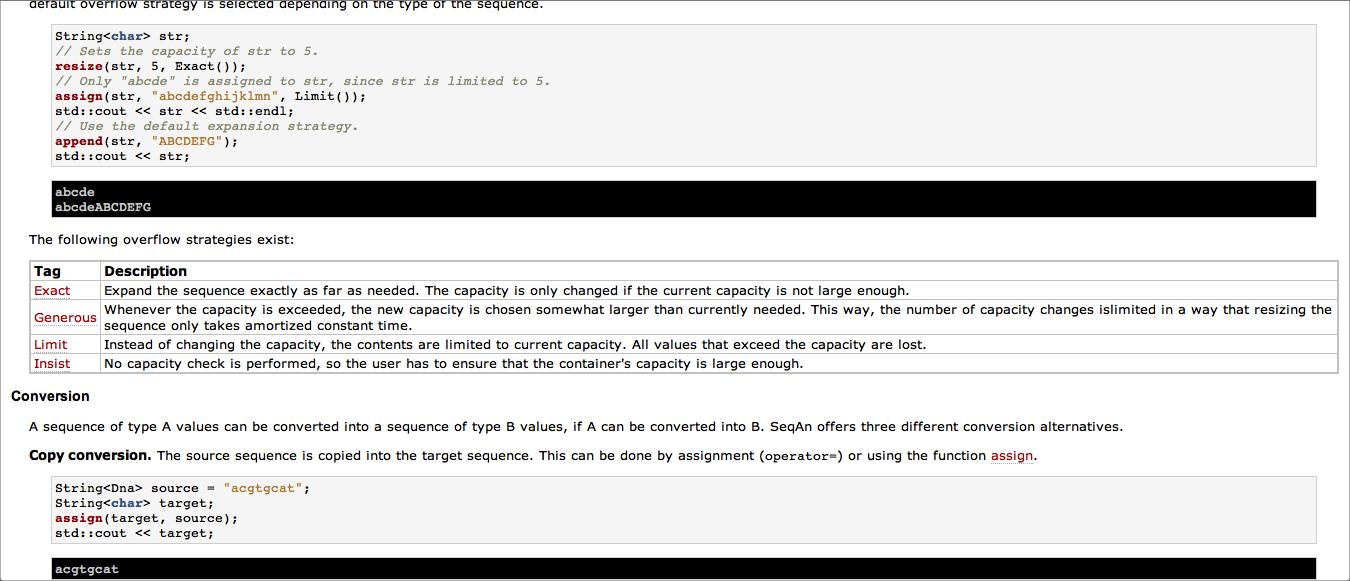 default overflow strategy is selected depending on the type of the sequence.
String<char> str;
// Sets the capacity of str to 5.
resize(str, 5, Exact());
// Only "abcde" is assigned to str, since str is limited to 5.
assign(str, "abcdefghijklmn", Limit());
std::cout << str << std::endl;
// Use the default expansion strategy.
append(str, "ABCDEFG");
std::cout << str;
abcde
abcdeABCDEFG
The following overflow strategies exist:
Tag Description
Exact Expand the sequence exactly as far as needed. The capacity is only changed if the current capacity is not large enough.
Generous Whenever the capacity is exceeded, the new capacity is chosen somewhat larger than currently needed. This way, the number of capacity changes islimited in a way that resizing the
sequence only takes amortized constant time.
Limit Instead of changing the capacity, the contents are limited to current capacity. All values that exceed the capacity are lost.
Insist No capacity check is performed, so the user has to ensure that the container's capacity is large enough.
Conversion
A sequence of type A values can be converted into a sequence of type B values, if A can be converted into B. SeqAn offers three different conversion alternatives.
Copy conversion. The source sequence is copied into the target sequence. This can be done by assignment (operator=) or using the function assign.
String<Dna> source = "acgtgcat";
String<char> target;
assign(target, source);
std::cout << target;
acgtgcat